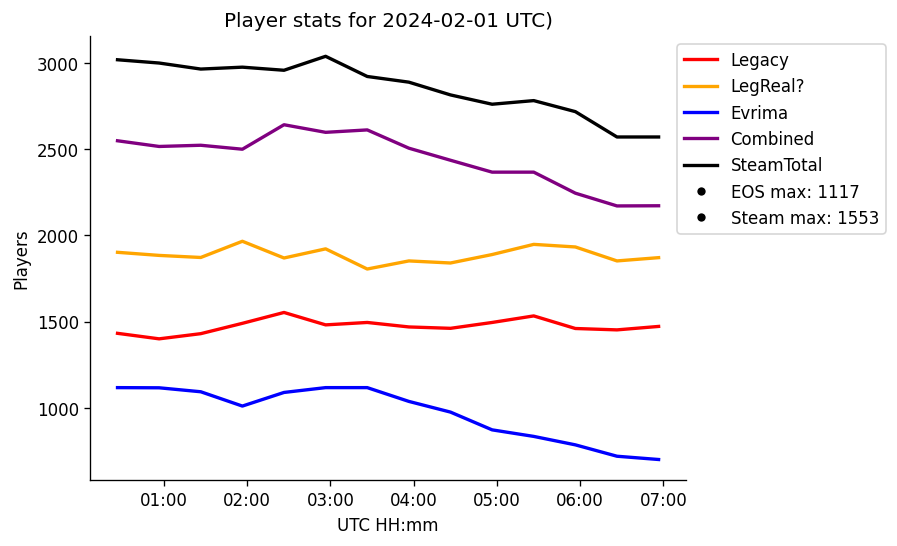 Player stats for 2024-02-01 UTC)
Legacy
LegReal?
Evrima
Combined
SteamTotal
EOS max: 1117
Steam max: 1553
Players
3000
2500
2000
1500
1000
01:00 02:00 03:00 04:00 05:00 06:00 07:00
UTC HH:mm